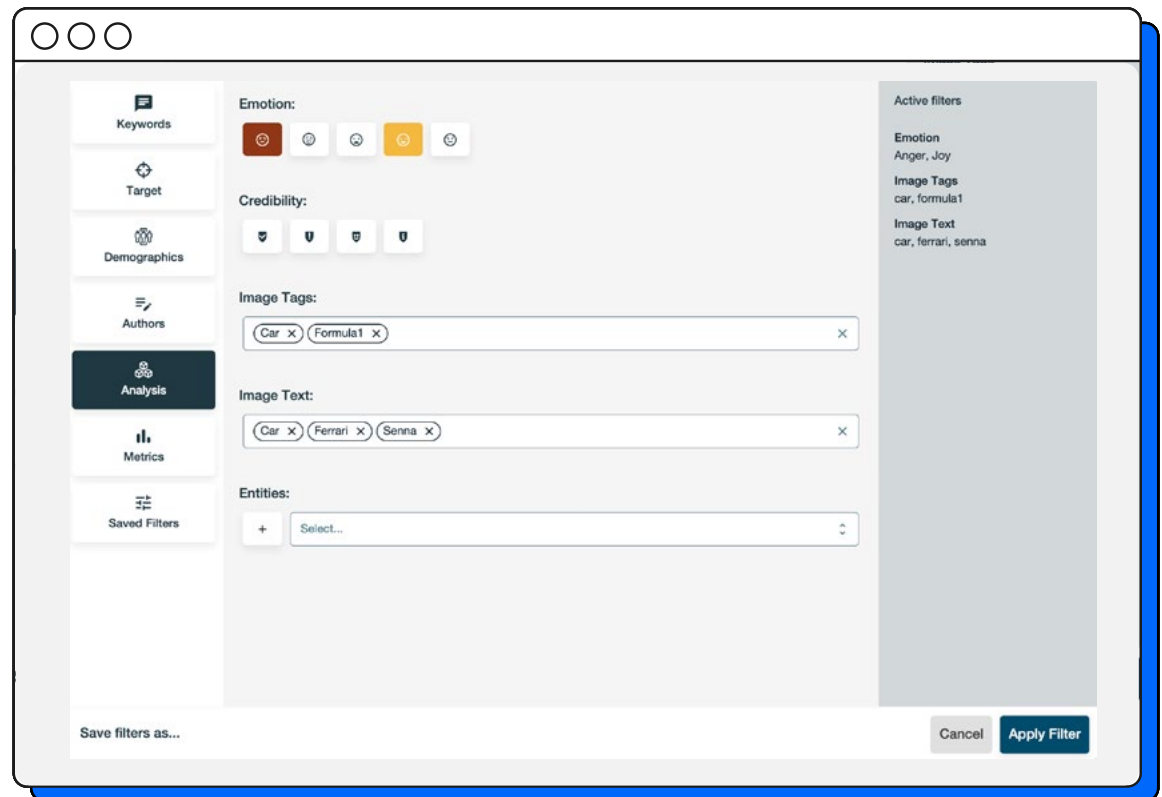 Keywords
Target
Demographics
Authors
Analysis
Metrics
Saved Filters
Emotion:
Credibility:
Image Tags:
Car
Formula1
Image Text:
Car
Ferrari
Senna
Entities:
Select...
Active filters
Emotion
Anger, Joy
Image Tags
car, formula1
Image Text
car, ferrari, senna
Save filters as...
Cancel
Apply Filter